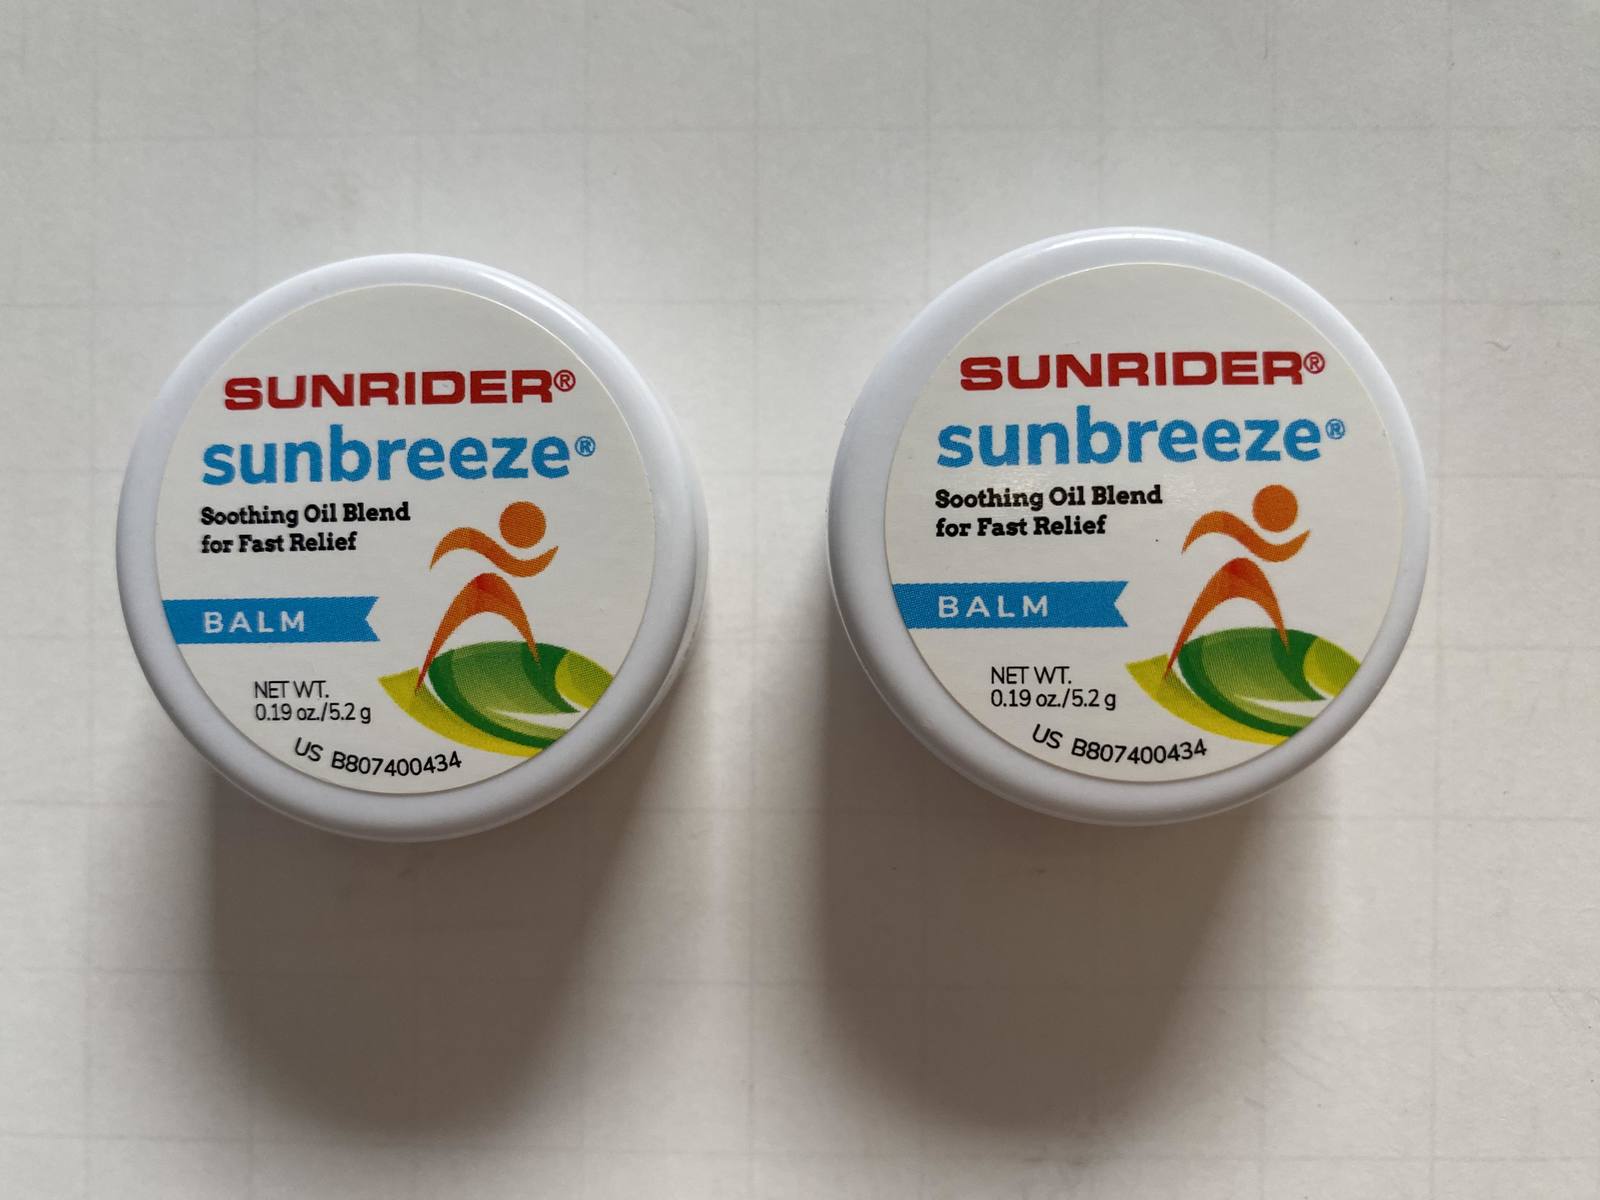 SUNRIDER®
sunbreeze®
Soothing Oil Blend
for Fast Relief
BALM
NET WT.
0.19 oz./5.2 g
US B807400434
SUNRIDER®
sunbreeze®
Soothing Oil Blend
for Fast Relief
BALM
NET WT.
0.19 oz./5.2 g
US B807400434